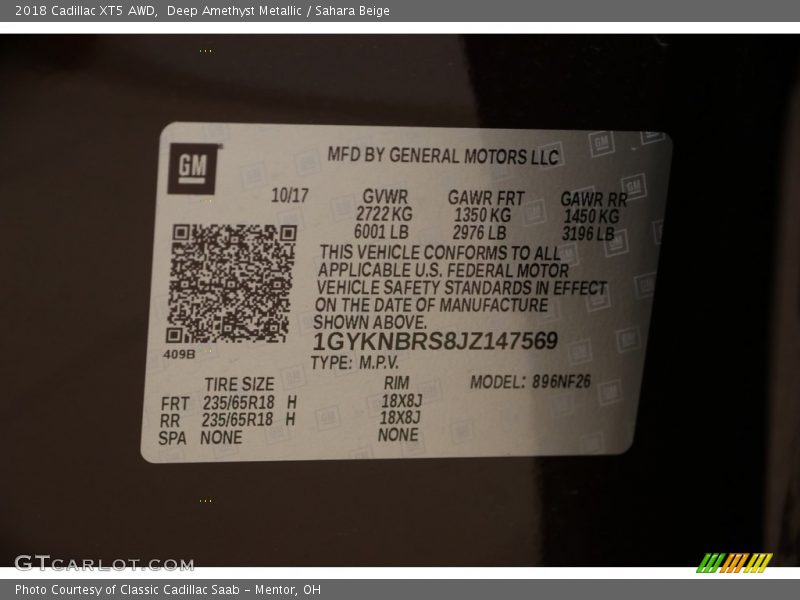 2018 Cadillac XT5 AWD,  Deep Amethyst Metallic / Sahara Beige
GM
MFD BY GENERAL MOTORS LLC
10/17
GVWR GAWR FRT GAWR RR
2722 KG 1350 KG 1450 KG
6001 LB 2976 LB 3196 LB
THIS VEHICLE CONFORMS TO ALL
APPLICABLE U.S. FEDERAL MOTOR
VEHICLE SAFETY STANDARDS IN EFFECT
ON THE DATE OF MANUFACTURE
SHOWN ABOVE.
1GYKNBRS8JZ147569
409B
TYPE: M.P.V.
TIRE SIZE RIM MODEL: 896NF26
FRT 235/65R18 H 18X8J
RR 235/65R18 H 18X8J
SPA NONE NONE
GTCARLOT.COM
Photo Courtesy of Classic Cadillac Saab - Mentor, OH